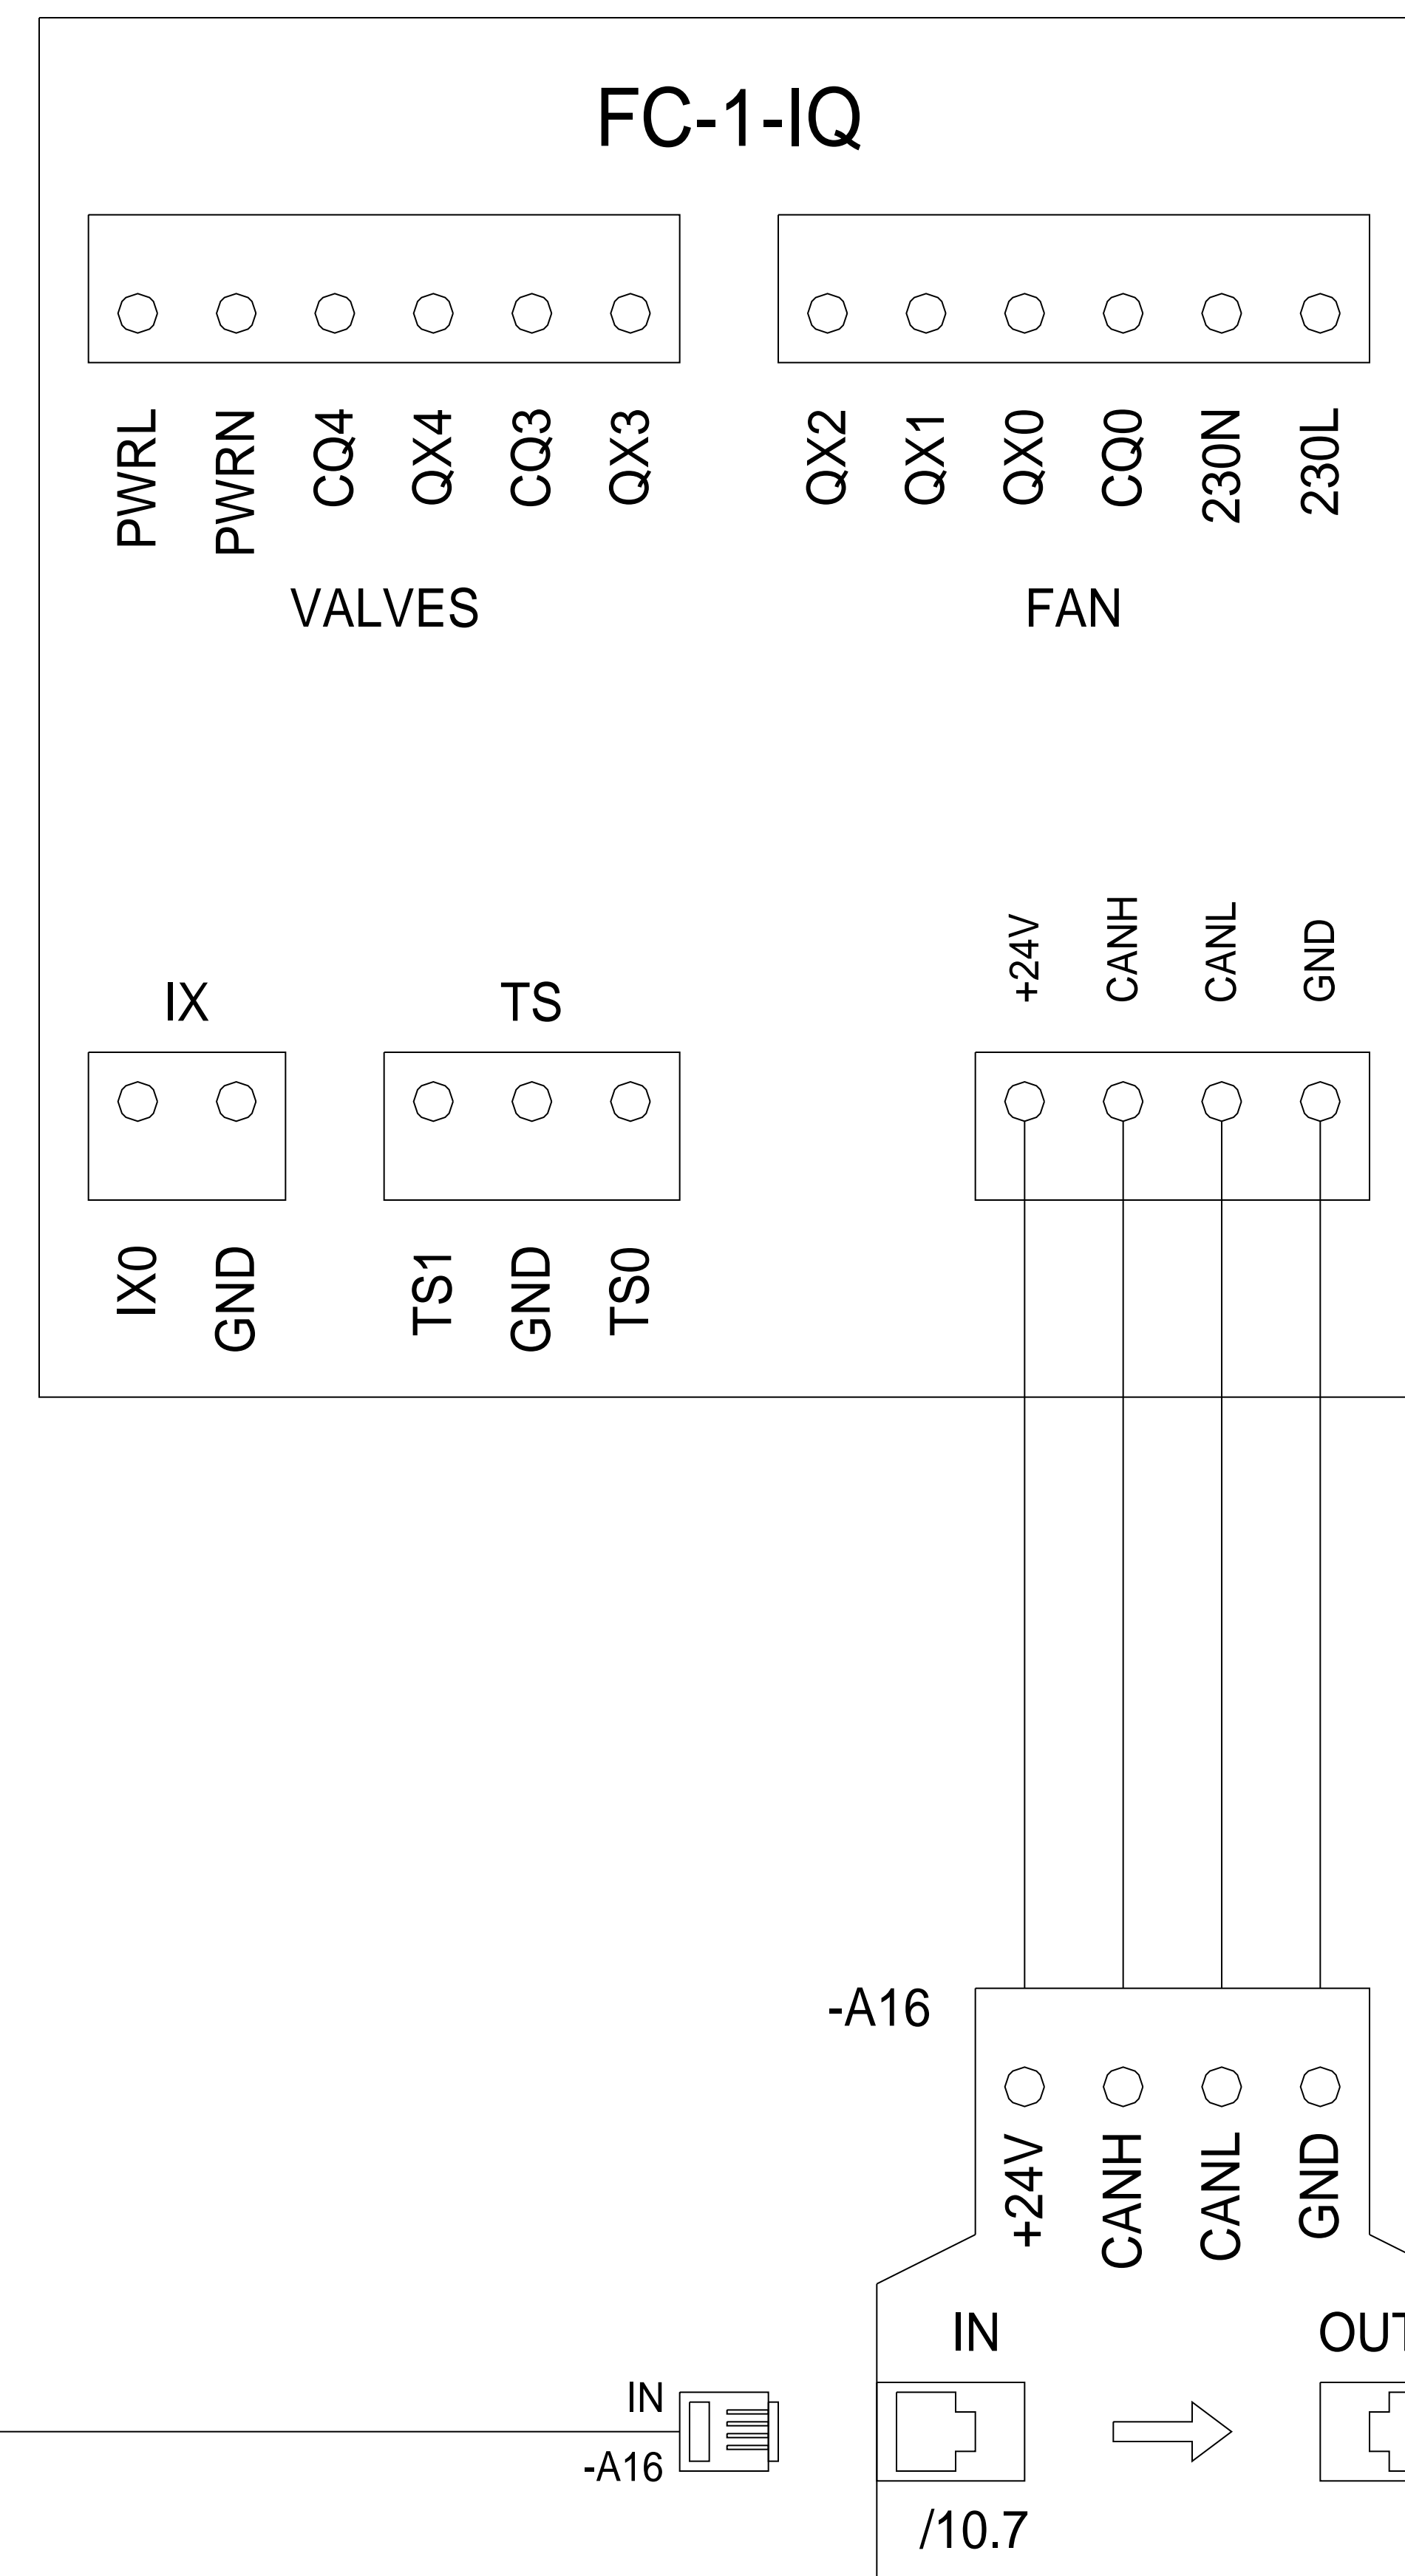 FC-1-IQ
PWRL PWRN CQ4 QX4 CQ3 QX3 QX2 QX1 QX0 CQ0 230N 230L
VALVES FAN
+24V CANH CANL GND
IX TS
IX0 GND TS1 GND TS0
-A16
+24V CANH CANL GND
IN OUT
IN
-A16
/10.7